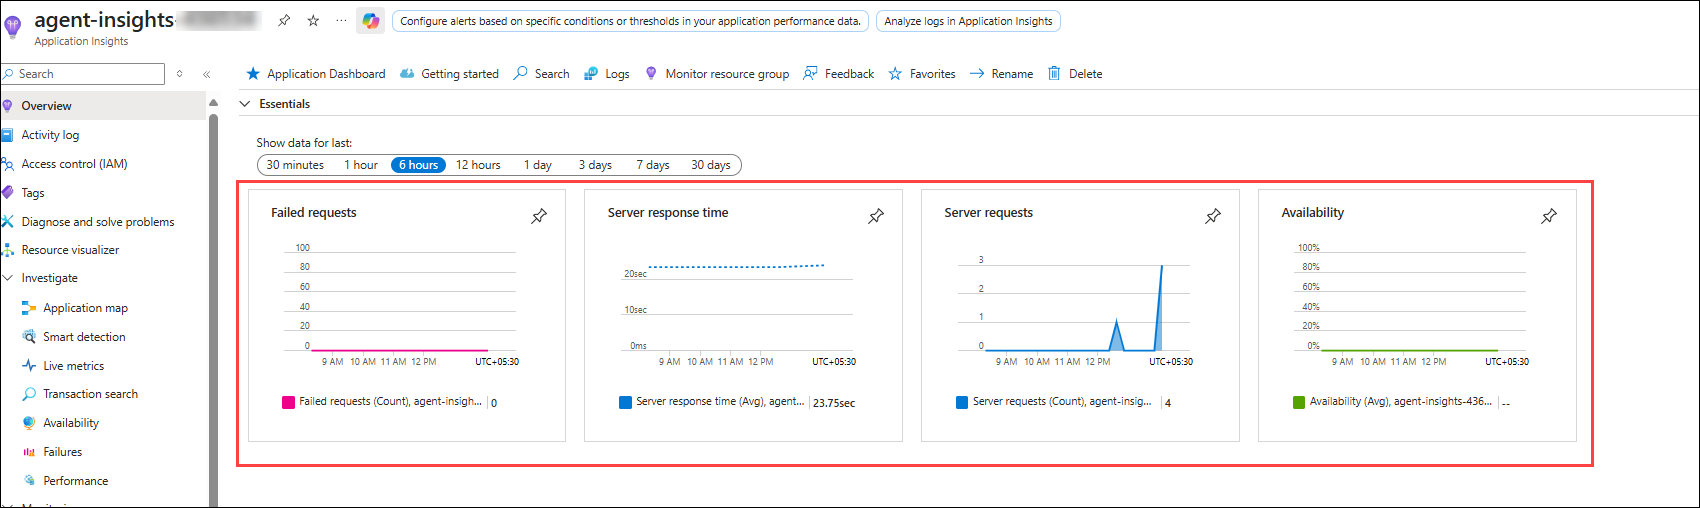 agent-insights-
Application Insights
Configure alerts based on specific conditions or thresholds in your application performance data.
Analyze logs in Application Insights
Search
Application Dashboard Getting started Search Logs Monitor resource group Feedback Favorites Rename Delete
Overview
Activity log
Access control (IAM)
Tags
Diagnose and solve problems
Resource visualizer
Investigate
Application map
Smart detection
Live metrics
Transaction search
Availability
Failures
Performance
Essentials
Show data for last:
30 minutes 1 hour 6 hours 12 hours 1 day 3 days 7 days 30 days
Failed requests
100
80
60
40
20
0
9 AM 10 AM 11 AM 12 PM UTC+05:30
Failed requests (Count), agent-insigh... 0
Server response time
20sec
10sec
0ms
9 AM 10 AM 11 AM 12 PM UTC+05:30
Server response time (Avg), agent... 23.75sec
Server requests
3
2
1
0
9 AM 10 AM 11 AM 12 PM UTC+05:30
Server requests (Count), agent-insig... 4
Availability
100%
80%
60%
40%
20%
0%
9 AM 10 AM 11 AM 12 PM UTC+05:30
Availability (Avg), agent-insights-436... --